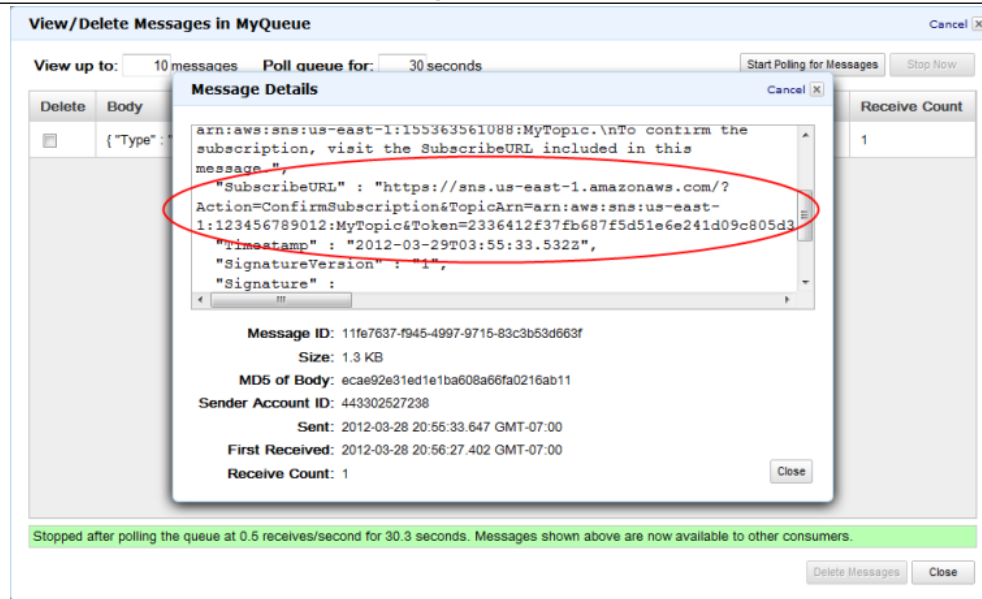 View/Delete Messages in MyQueue Cancel
View up to: 10 messages Poll queue for: 30 seconds Start Polling for Messages Stop Now
Delete Body Receive Count
{ "Type" : " 1
Message Details Cancel
arn:aws:sns:us-east-1:155363561088:MyTopic.\nTo confirm the
subscription, visit the SubscribeURL included in this
message.",
"SubscribeURL" : "https://sns.us-east-1.amazonaws.com/?
Action=ConfirmSubscription&TopicArn=arn:aws:sns:us-east-
1:123456789012:MyTopic&Token=2336412f37fb687f5d51e6e241d09c805d3
"Timestamp" : "2012-03-29T03:55:33.532Z",
"SignatureVersion" : "1",
"Signature" :
Message ID: 11fe7637-f945-4997-9715-83c3b53d663f
Size: 1.3 KB
MD5 of Body: ecae92e31ed1e1ba608a66fa0216ab11
Sender Account ID: 443302527238
Sent: 2012-03-28 20:55:33.647 GMT-07:00
First Received: 2012-03-28 20:56:27.402 GMT-07:00
Receive Count: 1
Close
Stopped after polling the queue at 0.5 receives/second for 30.3 seconds. Messages shown above are now available to other consumers.
Delete Messages Close